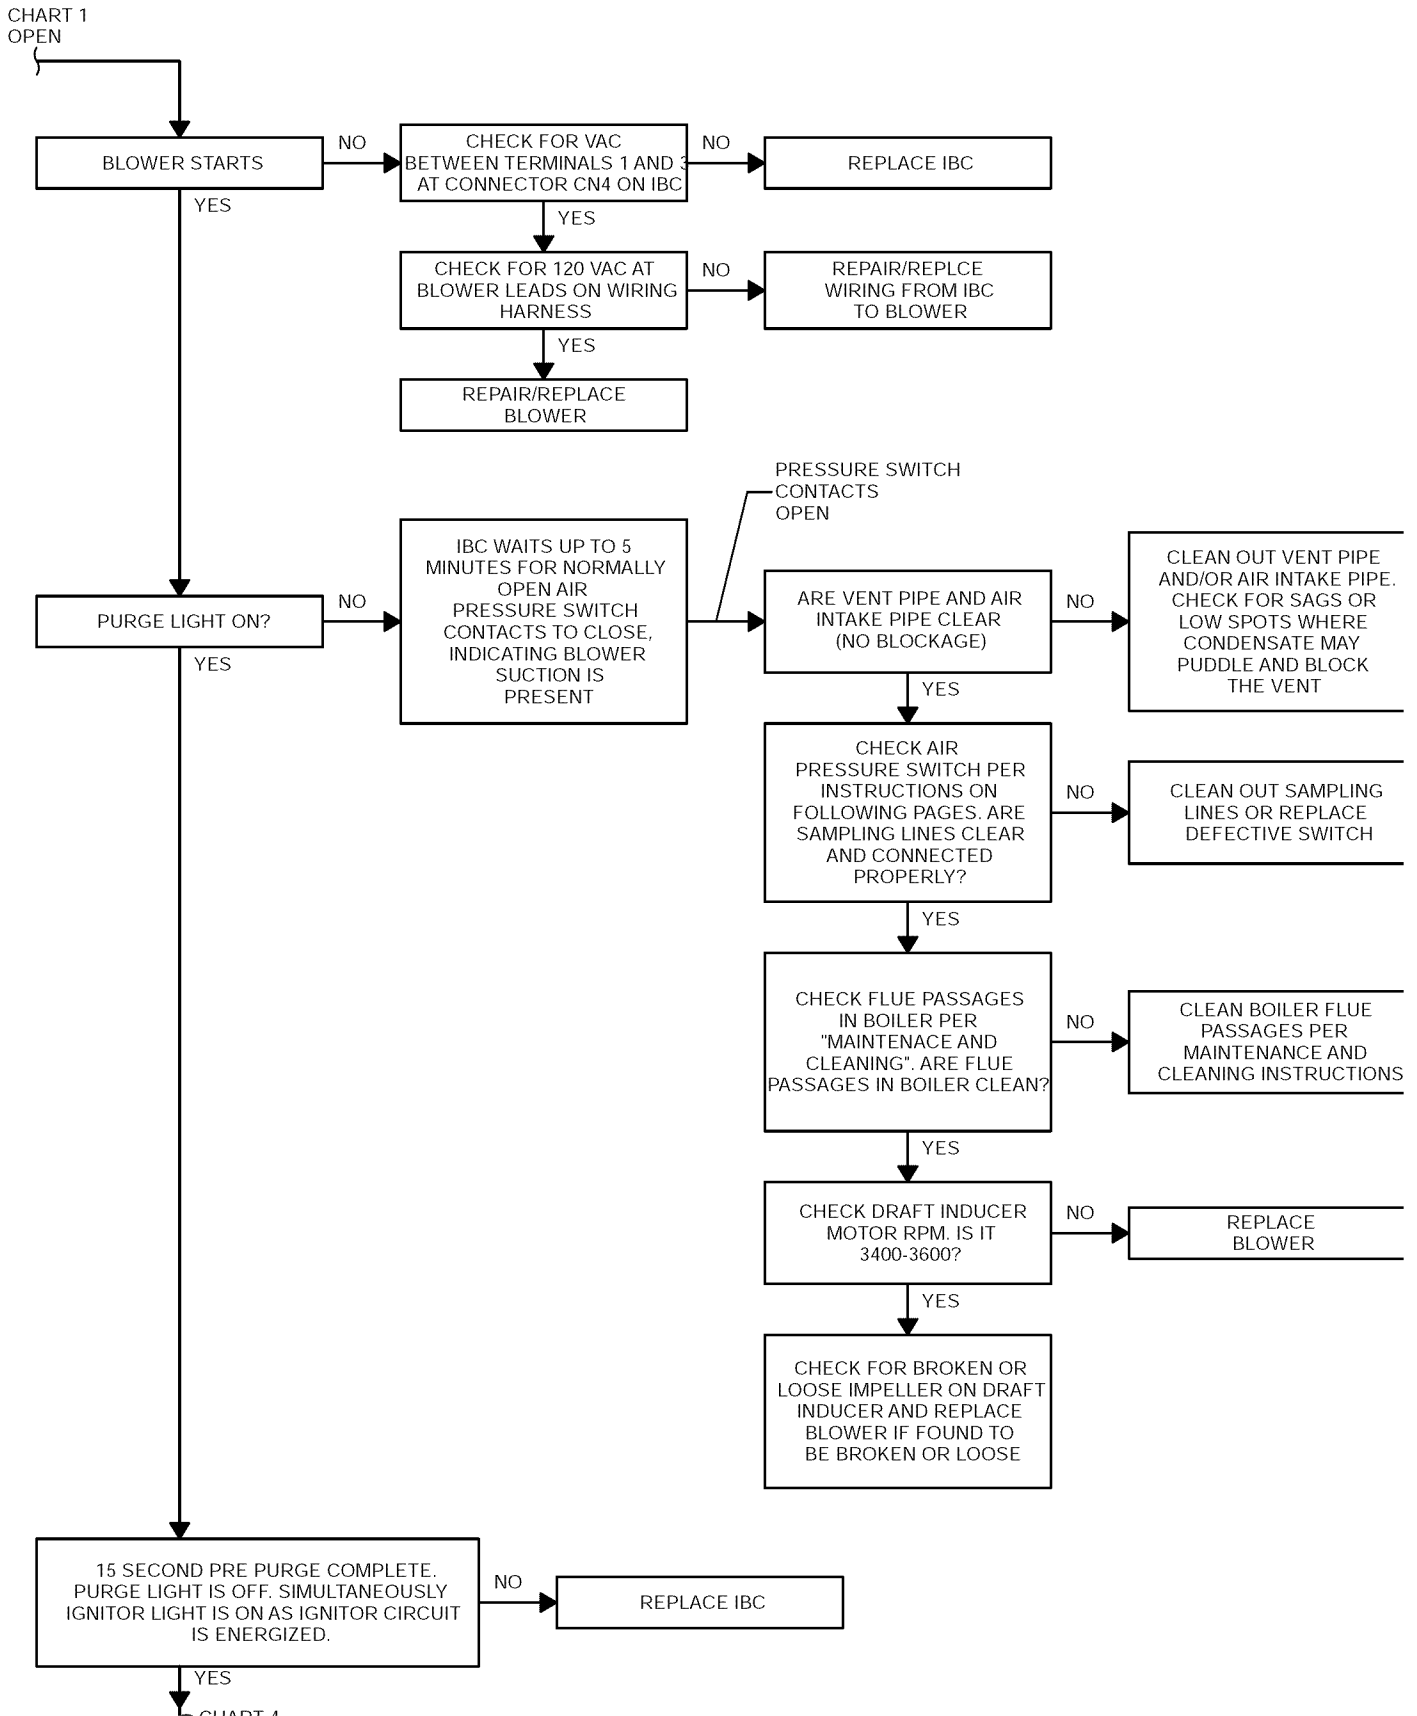 CHART 1
OPEN
BLOWER STARTS
NO
CHECK FOR VAC
BETWEEN TERMINALS 1 AND 3
AT CONNECTOR CN4 ON IBC
NO
REPLACE IBC
YES
YES
CHECK FOR 120 VAC AT
BLOWER LEADS ON WIRING
HARNESS
NO
REPAIR/REPLCE
WIRING FROM IBC
TO BLOWER
YES
REPAIR/REPLACE
BLOWER
PRESSURE SWITCH
CONTACTS
OPEN
PURGE LIGHT ON?
NO
IBC WAITS UP TO 5
MINUTES FOR NORMALLY
OPEN AIR
PRESSURE SWITCH
CONTACTS TO CLOSE,
INDICATING BLOWER
SUCTION IS
PRESENT
ARE VENT PIPE AND AIR
INTAKE PIPE CLEAR
(NO BLOCKAGE)
NO
CLEAN OUT VENT PIPE
AND/OR AIR INTAKE PIPE.
CHECK FOR SAGS OR
LOW SPOTS WHERE
CONDENSATE MAY
PUDDLE AND BLOCK
THE VENT
YES
YES
CHECK AIR
PRESSURE SWITCH PER
INSTRUCTIONS ON
FOLLOWING PAGES. ARE
SAMPLING LINES CLEAR
AND CONNECTED
PROPERLY?
NO
CLEAN OUT SAMPLING
LINES OR REPLACE
DEFECTIVE SWITCH
YES
CHECK FLUE PASSAGES
IN BOILER PER
"MAINTENACE AND
CLEANING". ARE FLUE
PASSAGES IN BOILER CLEAN?
NO
CLEAN BOILER FLUE
PASSAGES PER
MAINTENANCE AND
CLEANING INSTRUCTIONS
YES
CHECK DRAFT INDUCER
MOTOR RPM. IS IT
3400-3600?
NO
REPLACE
BLOWER
YES
CHECK FOR BROKEN OR
LOOSE IMPELLER ON DRAFT
INDUCER AND REPLACE
BLOWER IF FOUND TO
BE BROKEN OR LOOSE
15 SECOND PRE PURGE COMPLETE.
PURGE LIGHT IS OFF. SIMULTANEOUSLY
IGNITOR LIGHT IS ON AS IGNITOR CIRCUIT
IS ENERGIZED.
NO
REPLACE IBC
YES
CHART 4